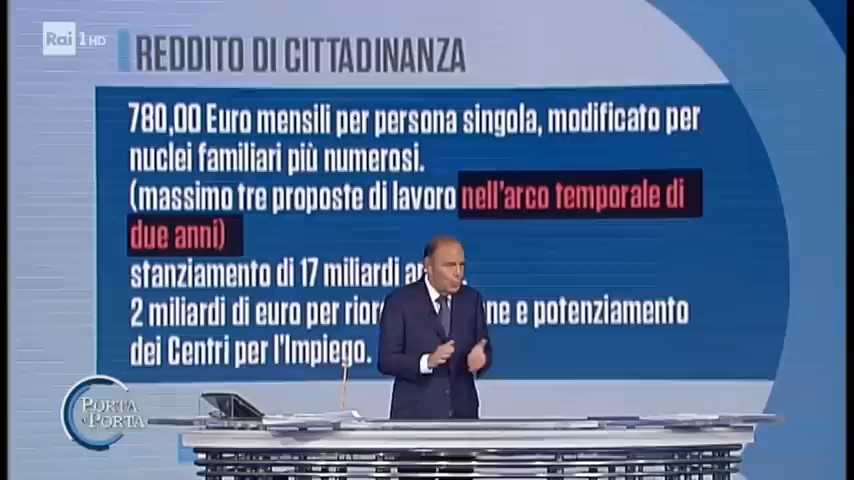 Rai 1 HD
REDDITO DI CITTADINANZA
780,00 Euro mensili per persona singola, modificato per
nuclei familiari più numerosi.
(massimo tre proposte di lavoro nell'arco temporale di
due anni)
stanziamento di 17 miliardi
2 miliardi di euro per e potenziamento
dei Centri per l'Impiego.
PORTA
A PORTA